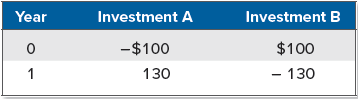 Year Investment A Investment B
0 –$100 $100
1 130 – 130